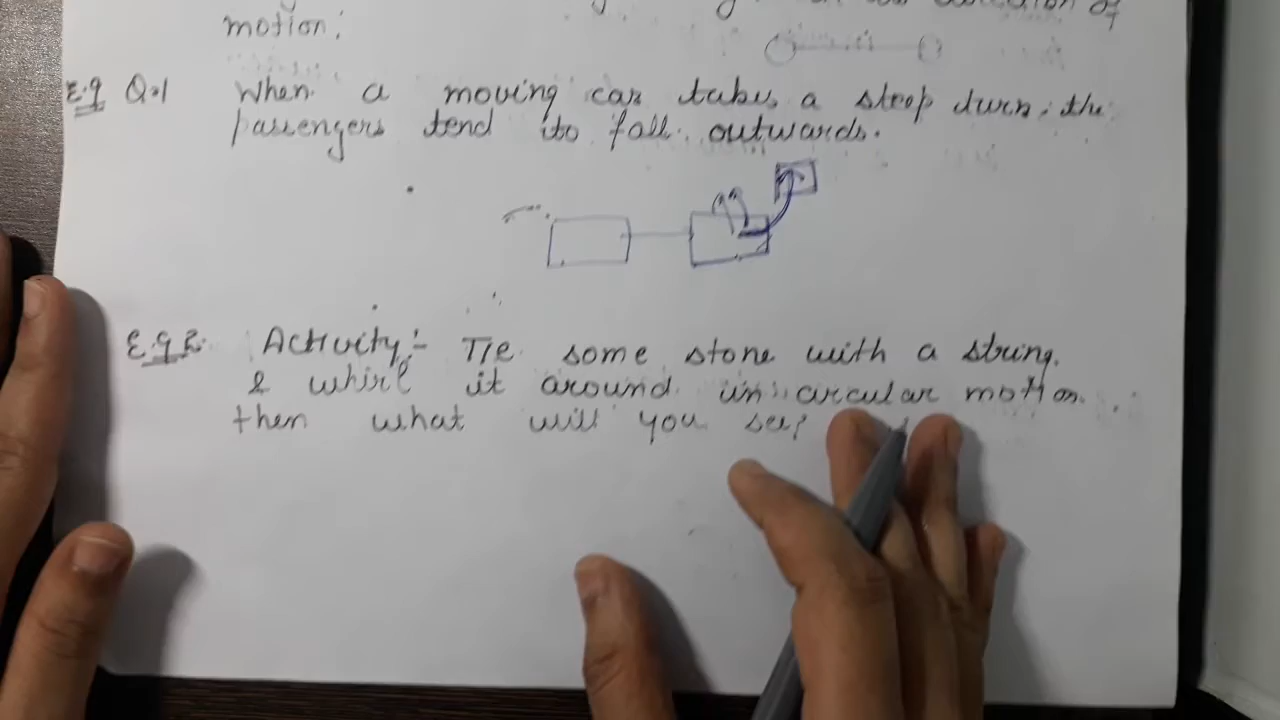 motion:
E.g Q.1 When a moving car takes a steep turn, the
passengers tend to fall outwards.
E.g 2. Activity:- Tie some stone with a string.
& whirl it around in circular motion.
then what will you see?